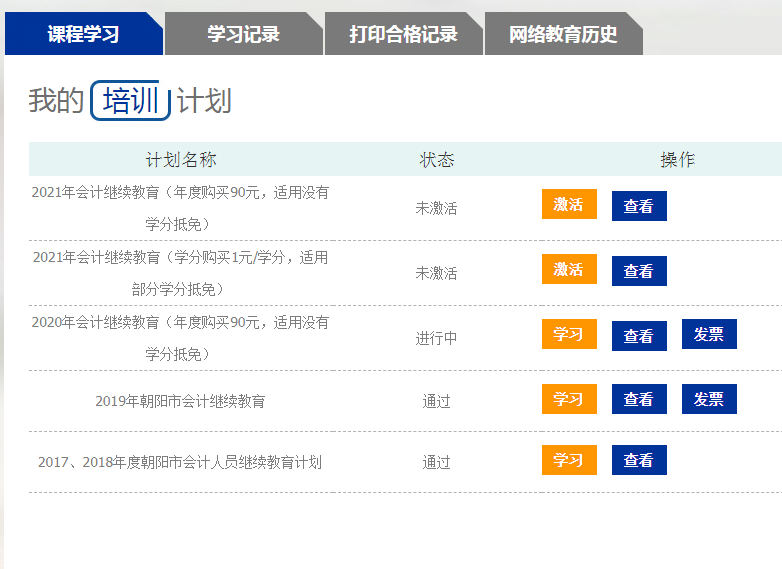 课程学习 学习记录 打印合格记录 网络教育历史
我的 培训 计划
计划名称 状态 操作
2021年会计继续教育（年度购买90元，适用没有
学分抵免）
未激活 激活 查看
2021年会计继续教育（学分购买1元/学分，适用
部分学分抵免）
未激活 激活 查看
2020年会计继续教育（年度购买90元，适用没有
学分抵免）
进行中 学习 查看 发票
2019年朝阳市会计继续教育 通过 学习 查看 发票
2017、2018年度朝阳市会计人员继续教育计划 通过 学习 查看